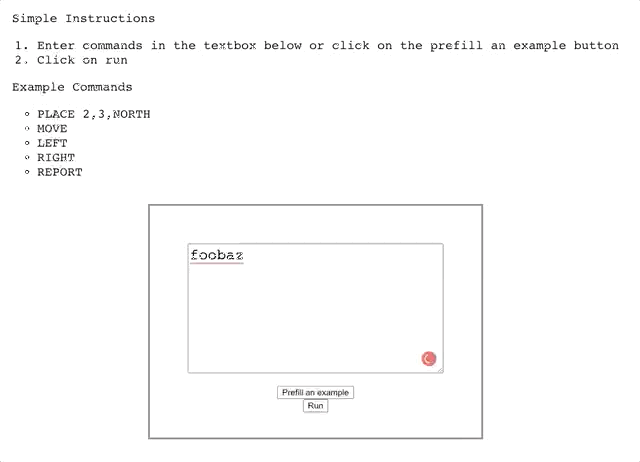 Simple Instructions
1. Enter commands in the textbox below or click on the prefill an example button
2. Click on run
Example Commands
PLACE 2,3,NORTH
MOVE
LEFT
RIGHT
REPORT
foobaz
Prefill an example
Run